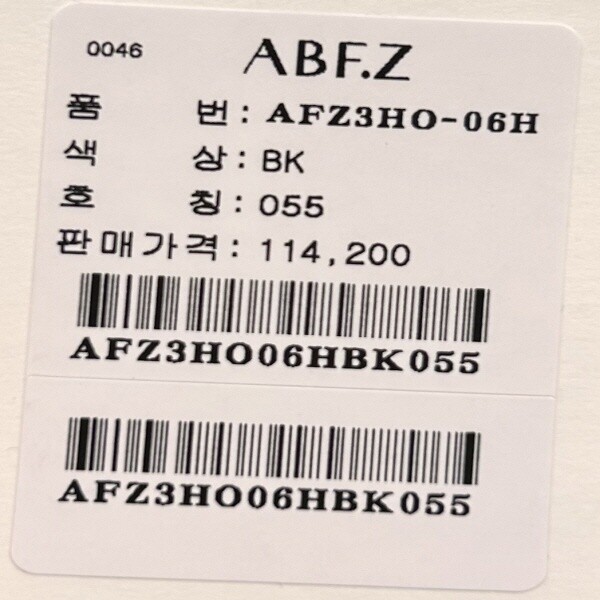 0046 ABF.Z
품 번 : AFZ3HO-06H
색 상 : BK
호 칭 : 055
판매가격 : 114,200
AFZ3HO06HBK055
AFZ3HO06HBK055